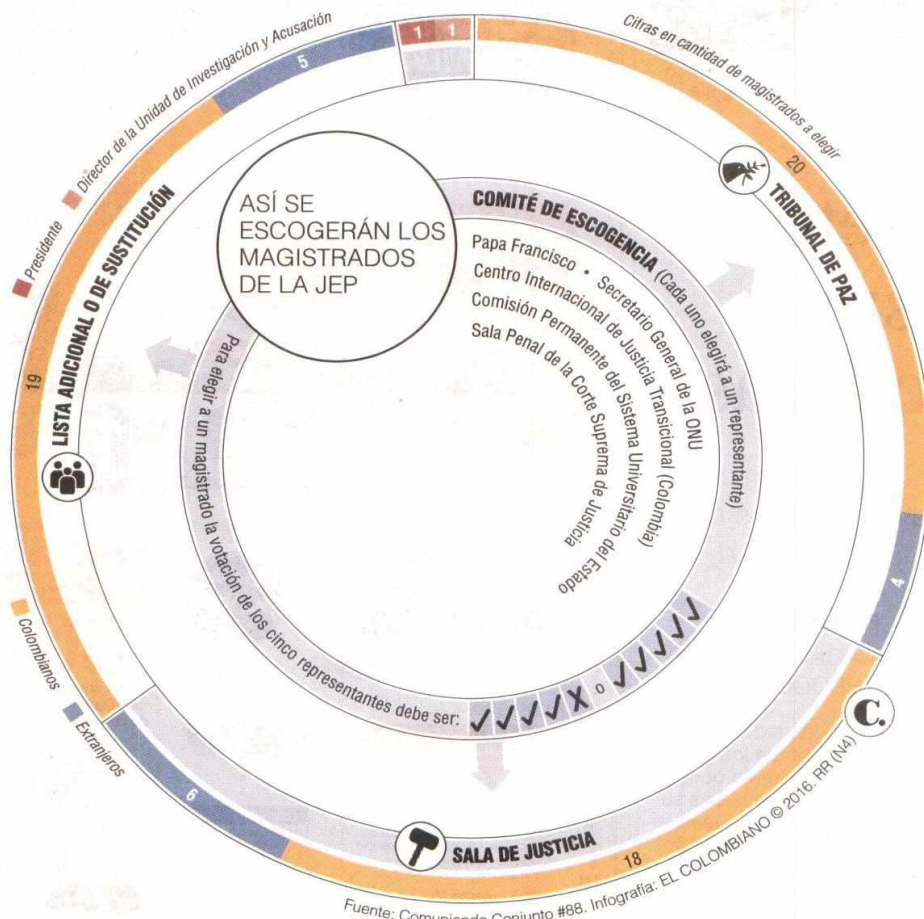 ASÍ SE
ESCOGERÁN LOS
MAGISTRADOS
DE LA JEP
COMITÉ DE ESCOGENCIA (Cada uno elegirá a un representante)
Papa Francisco • Secretario General de la ONU
Centro Internacional de Justicia Transicional (Colombia)
Comisión Permanente del Sistema Universitario del Estado
Sala Penal de la Corte Suprema de Justicia
Para elegir a un magistrado la votación de los cinco representantes debe ser: ✓✓✓✓X o ✓✓✓✓✓
Cifras en cantidad de magistrados a elegir
TRIBUNAL DE PAZ
20
4
SALA DE JUSTICIA
18
6
LISTA ADICIONAL O DE SUSTITUCIÓN
19
5
1
1
Presidente
Director de la Unidad de Investigación y Acusación
Colombianos
Extranjeros
C.
Fuente: Comunicado Conjunto #88. Infografía: EL COLOMBIANO © 2016. RR (N4)